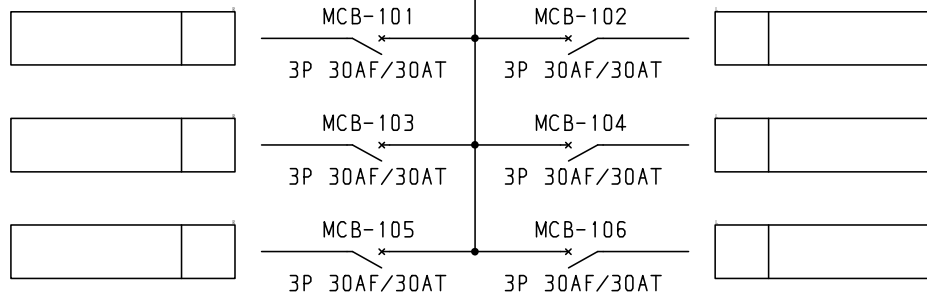 MCB-101
MCB-102
3P 30AF/30AT
3P 30AF/30AT
MCB-103
MCB-104
3P 30AF/30AT
3P 30AF/30AT
MCB-105
MCB-106
3P 30AF/30AT
3P 30AF/30AT